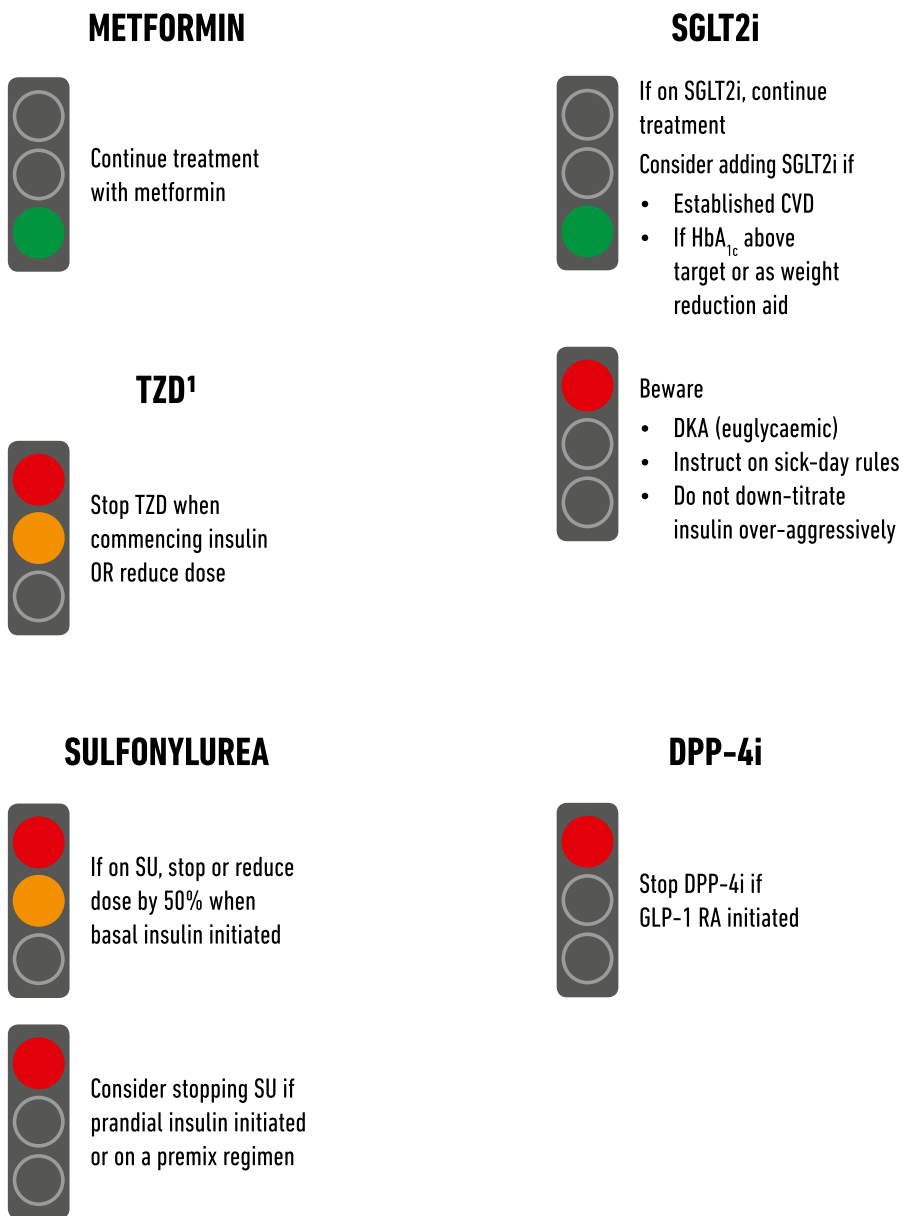 METFORMIN
Continue treatment
with metformin
SGLT2i
If on SGLT2i, continue
treatment
Consider adding SGLT2i if
• Established CVD
• If HbA1c above
target or as weight
reduction aid
Beware
• DKA (euglycaemic)
• Instruct on sick-day rules
• Do not down-titrate
insulin over-aggressively
TZD¹
Stop TZD when
commencing insulin
OR reduce dose
SULFONYLUREA
If on SU, stop or reduce
dose by 50% when
basal insulin initiated
Consider stopping SU if
prandial insulin initiated
or on a premix regimen
DPP-4i
Stop DPP-4i if
GLP-1 RA initiated